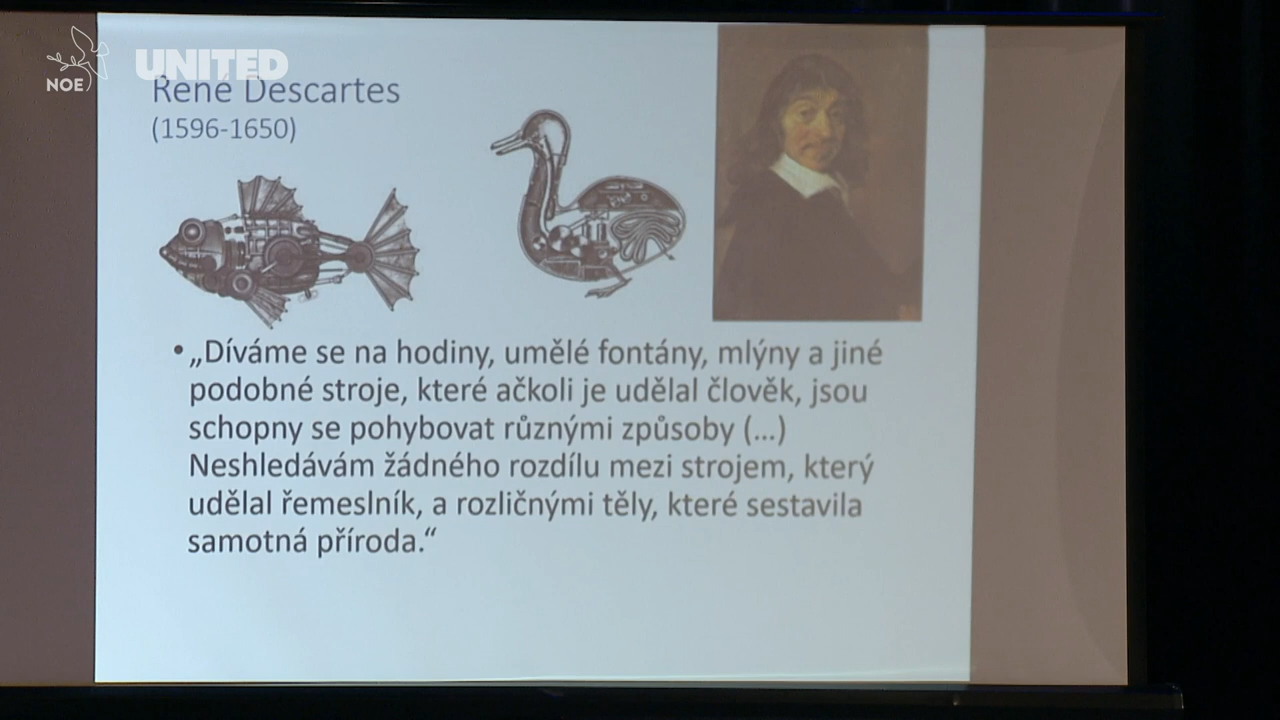 NOE
UNITED
René Descartes
(1596-1650)
• „Díváme se na hodiny, umělé fontány, mlýny a jiné
podobné stroje, které ačkoli je udělal člověk, jsou
schopny se pohybovat různými způsoby (...)
Neshledávám žádného rozdílu mezi strojem, který
udělal řemeslník, a rozličnými těly, které sestavila
samotná příroda.“